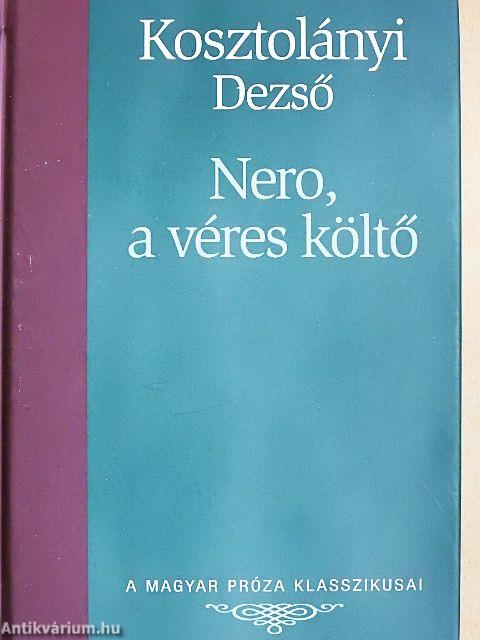 Kosztolányi
Dezső
Nero,
a véres költő
A MAGYAR PRÓZA KLASSZIKUSAI
Antikvárium.hu